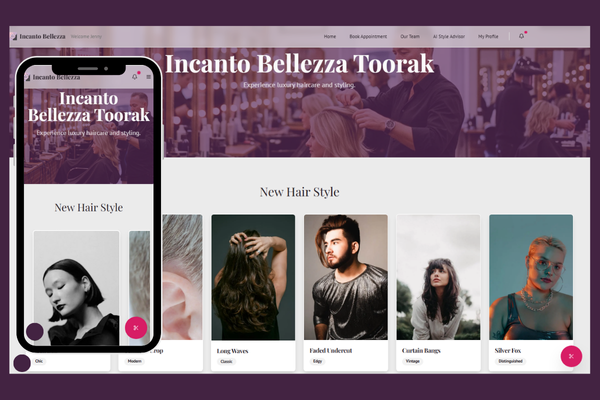 Incanto Bellezza
Home
Book Appointment
Our Team
AI Style Advisor
My Profile
Incanto Bellezza Toorak
Experience luxury haircare and styling.
New Hair Style
Chic
Modern
Long Waves
Classic
Faded Undercut
Edgy
Curtain Bangs
Vintage
Silver Fox
Distinguished
Incanto Bellezza
Incanto
Bellezza Toorak
Experience luxury haircare and styling.
New Hair Style